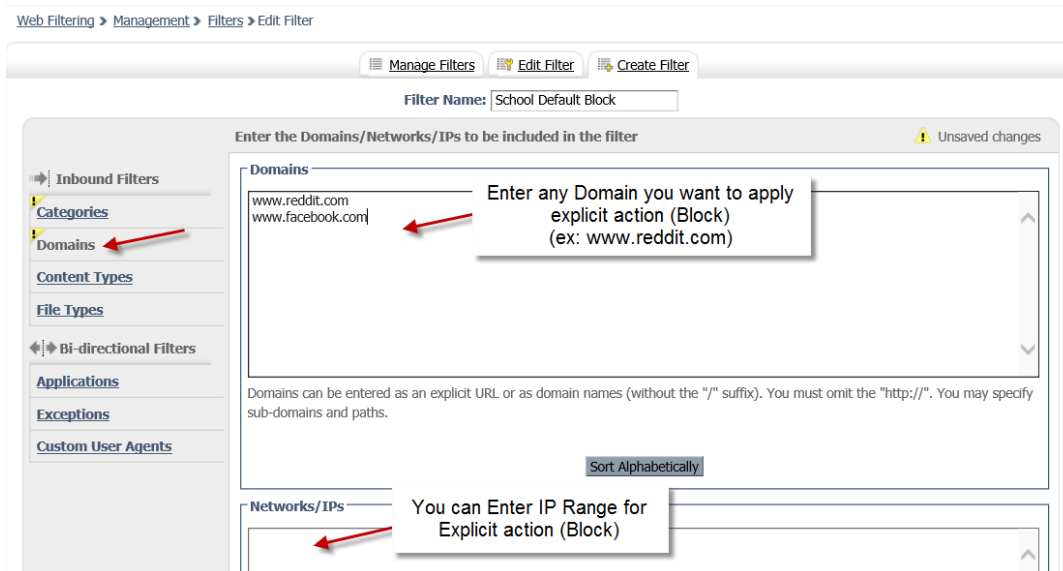 Web Filtering > Management > Filters > Edit Filter
Manage Filters Edit Filter Create Filter
Filter Name: School Default Block
Enter the Domains/Networks/IPs to be included in the filter
! Unsaved changes
Inbound Filters
Categories
Domains
Content Types
File Types
Bi-directional Filters
Applications
Exceptions
Custom User Agents
Domains
www.reddit.com
www.facebook.com
Enter any Domain you want to apply
explicit action (Block)
(ex: www.reddit.com)
Domains can be entered as an explicit URL or as domain names (without the "/" suffix). You must omit the "http://". You may specify
sub-domains and paths.
Sort Alphabetically
Networks/IPs
You can Enter IP Range for
Explicit action (Block)